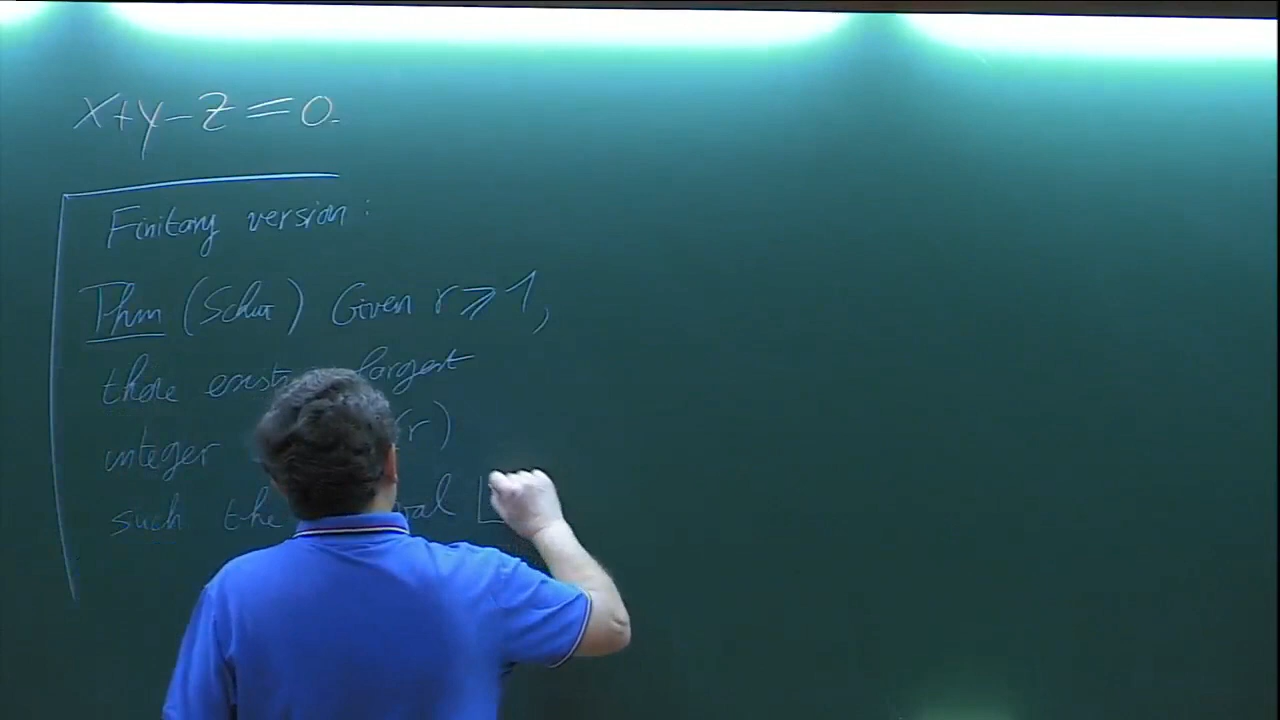 x+y-z=0.
Finitary version:
Thm (Schur) Given r⩾1,
there exists largest
integer (r)
such the [